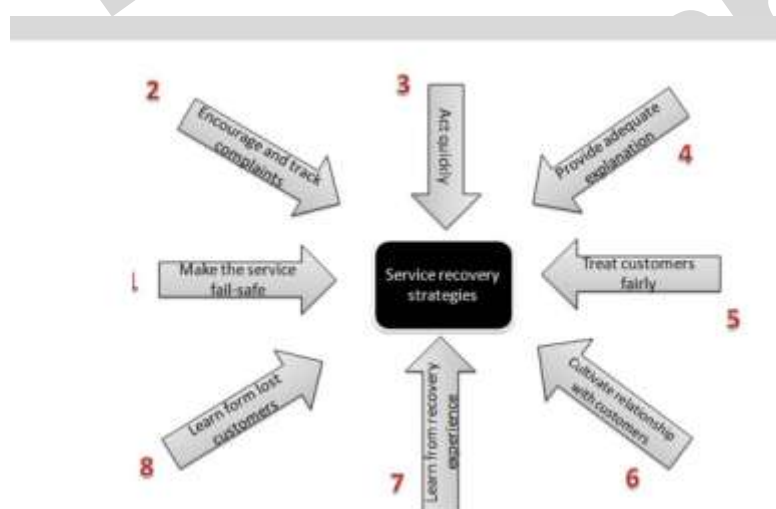 2
Encourage and track
complaints
3
Act quickly
Provide adequate
explanation
4
Make the service
fail-safe
Service recovery
strategies
Treat customers
fairly
5
Learn form lost
customers
8
Learn from recovery
experience
7
Cultivate relationship
with customers
6